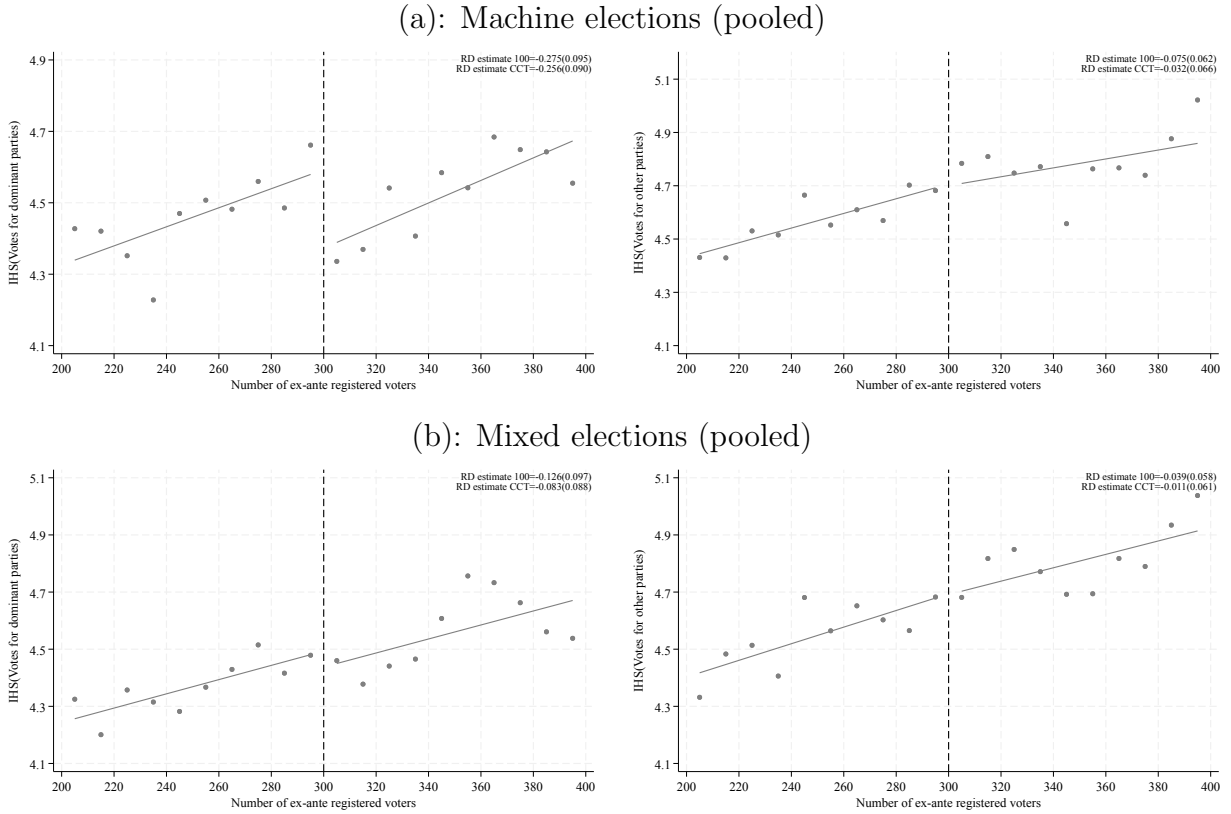 (a): Machine elections (pooled)
RD estimate 100=-0.275(0.095)
RD estimate CCT=-0.256(0.090)
IHS(Votes for dominant parties)
4.9
4.7
4.5
4.3
4.1
200 220 240 260 280 300 320 340 360 380 400
Number of ex-ante registered voters
RD estimate 100=-0.075(0.062)
RD estimate CCT=-0.032(0.066)
IHS(Votes for other parties)
5.1
4.9
4.7
4.5
4.3
200 220 240 260 280 300 320 340 360 380 400
Number of ex-ante registered voters
(b): Mixed elections (pooled)
RD estimate 100=-0.126(0.097)
RD estimate CCT=-0.083(0.088)
IHS(Votes for dominant parties)
5.1
4.9
4.7
4.5
4.3
4.1
200 220 240 260 280 300 320 340 360 380 400
Number of ex-ante registered voters
RD estimate 100=-0.039(0.058)
RD estimate CCT=-0.011(0.061)
IHS(Votes for other parties)
5.1
4.9
4.7
4.5
4.3
4.1
200 220 240 260 280 300 320 340 360 380 400
Number of ex-ante registered voters